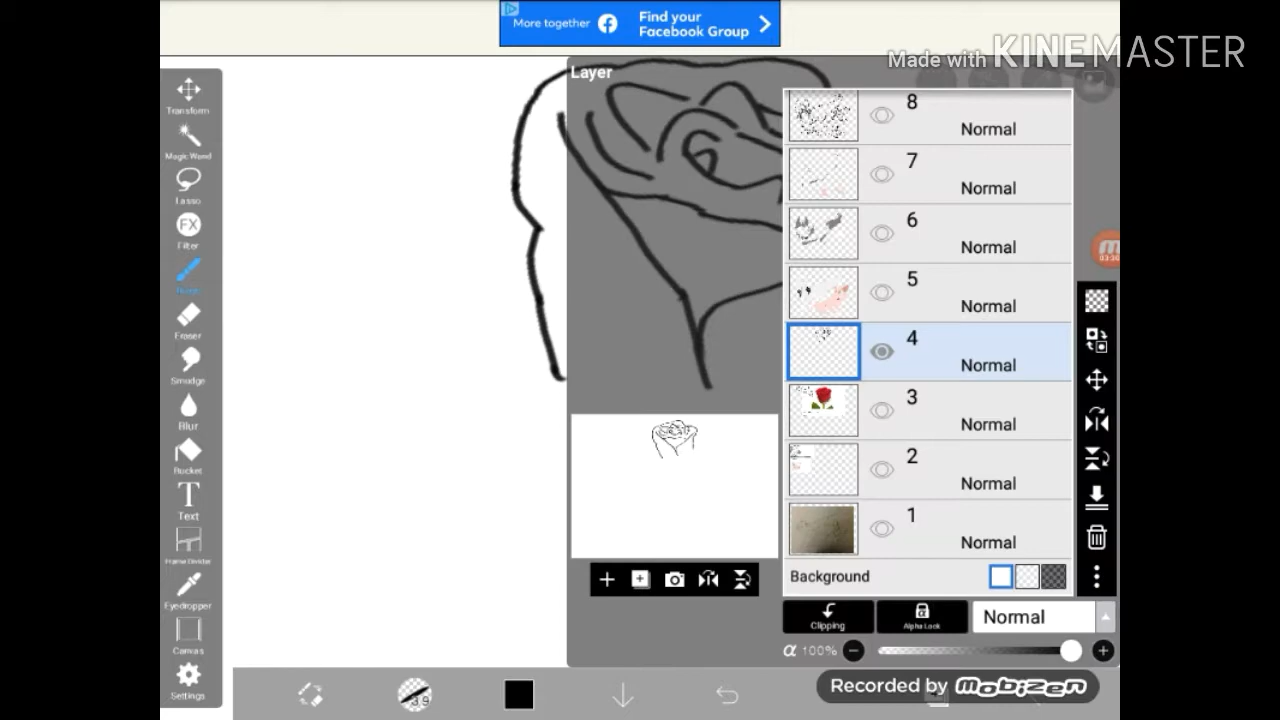 More together
Find your
Facebook Group
Made with KINEMASTER
Layer
Transform
Magic Wand
Lasso
FX
Filter
Eraser
Smudge
Blur
Bucket
T
Text
Frame Divider
Eyedropper
Canvas
Settings
8
Normal
7
Normal
6
Normal
5
Normal
4
Normal
3
Normal
2
Normal
1
Normal
Background
Clipping
Alpha Lock
Normal
α 100%
Recorded by mobizen